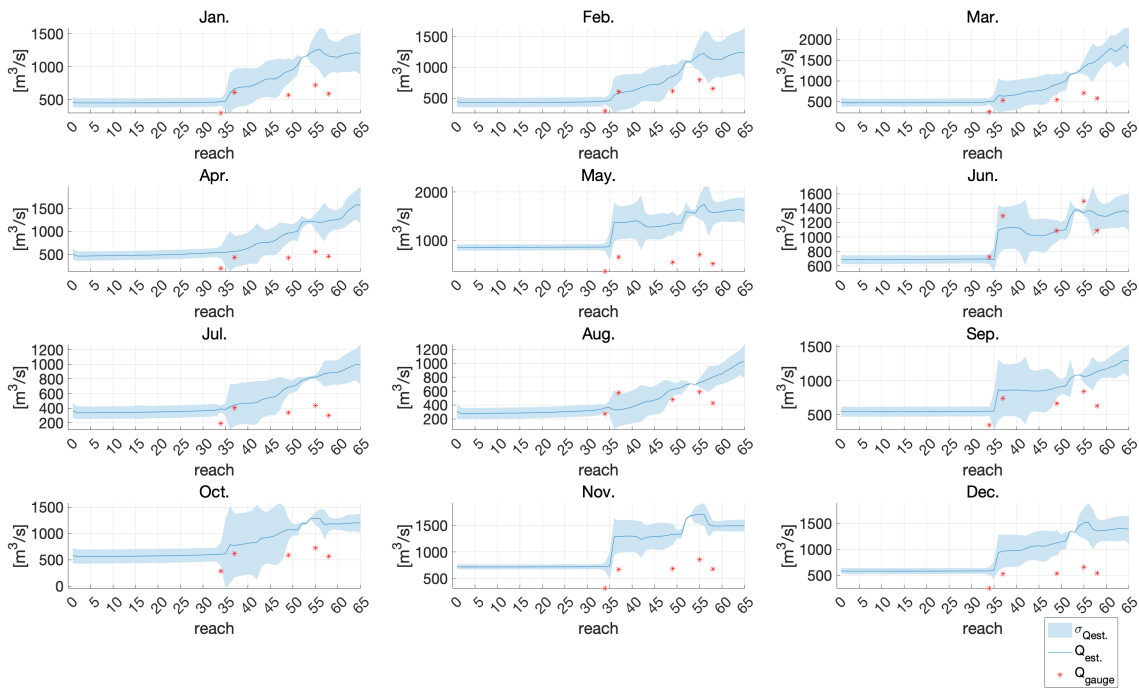 Jan. Feb. Mar.
[m³/s] 1500 1000 500 [m³/s] 1500 1000 500 [m³/s] 2000 1500 1000 500
0 5 10 15 20 25 30 35 40 45 50 55 60 65 0 5 10 15 20 25 30 35 40 45 50 55 60 65 0 5 10 15 20 25 30 35 40 45 50 55 60 65
reach reach reach
Apr. May. Jun.
[m³/s] 1500 1000 500 [m³/s] 2000 1000 [m³/s] 1600 1400 1200 1000 800 600
0 5 10 15 20 25 30 35 40 45 50 55 60 65 0 5 10 15 20 25 30 35 40 45 50 55 60 65 0 5 10 15 20 25 30 35 40 45 50 55 60 65
reach reach reach
Jul. Aug. Sep.
[m³/s] 1200 1000 800 600 400 200 [m³/s] 1200 1000 800 600 400 200 [m³/s] 1500 1000 500
0 5 10 15 20 25 30 35 40 45 50 55 60 65 0 5 10 15 20 25 30 35 40 45 50 55 60 65 0 5 10 15 20 25 30 35 40 45 50 55 60 65
reach reach reach
Oct. Nov. Dec.
[m³/s] 1500 1000 500 0 [m³/s] 1500 1000 500 [m³/s] 1500 1000 500
0 5 10 15 20 25 30 35 40 45 50 55 60 65 0 5 10 15 20 25 30 35 40 45 50 55 60 65 0 5 10 15 20 25 30 35 40 45 50 55 60 65
reach reach reach
σ Qest.
Q est.
Q gauge